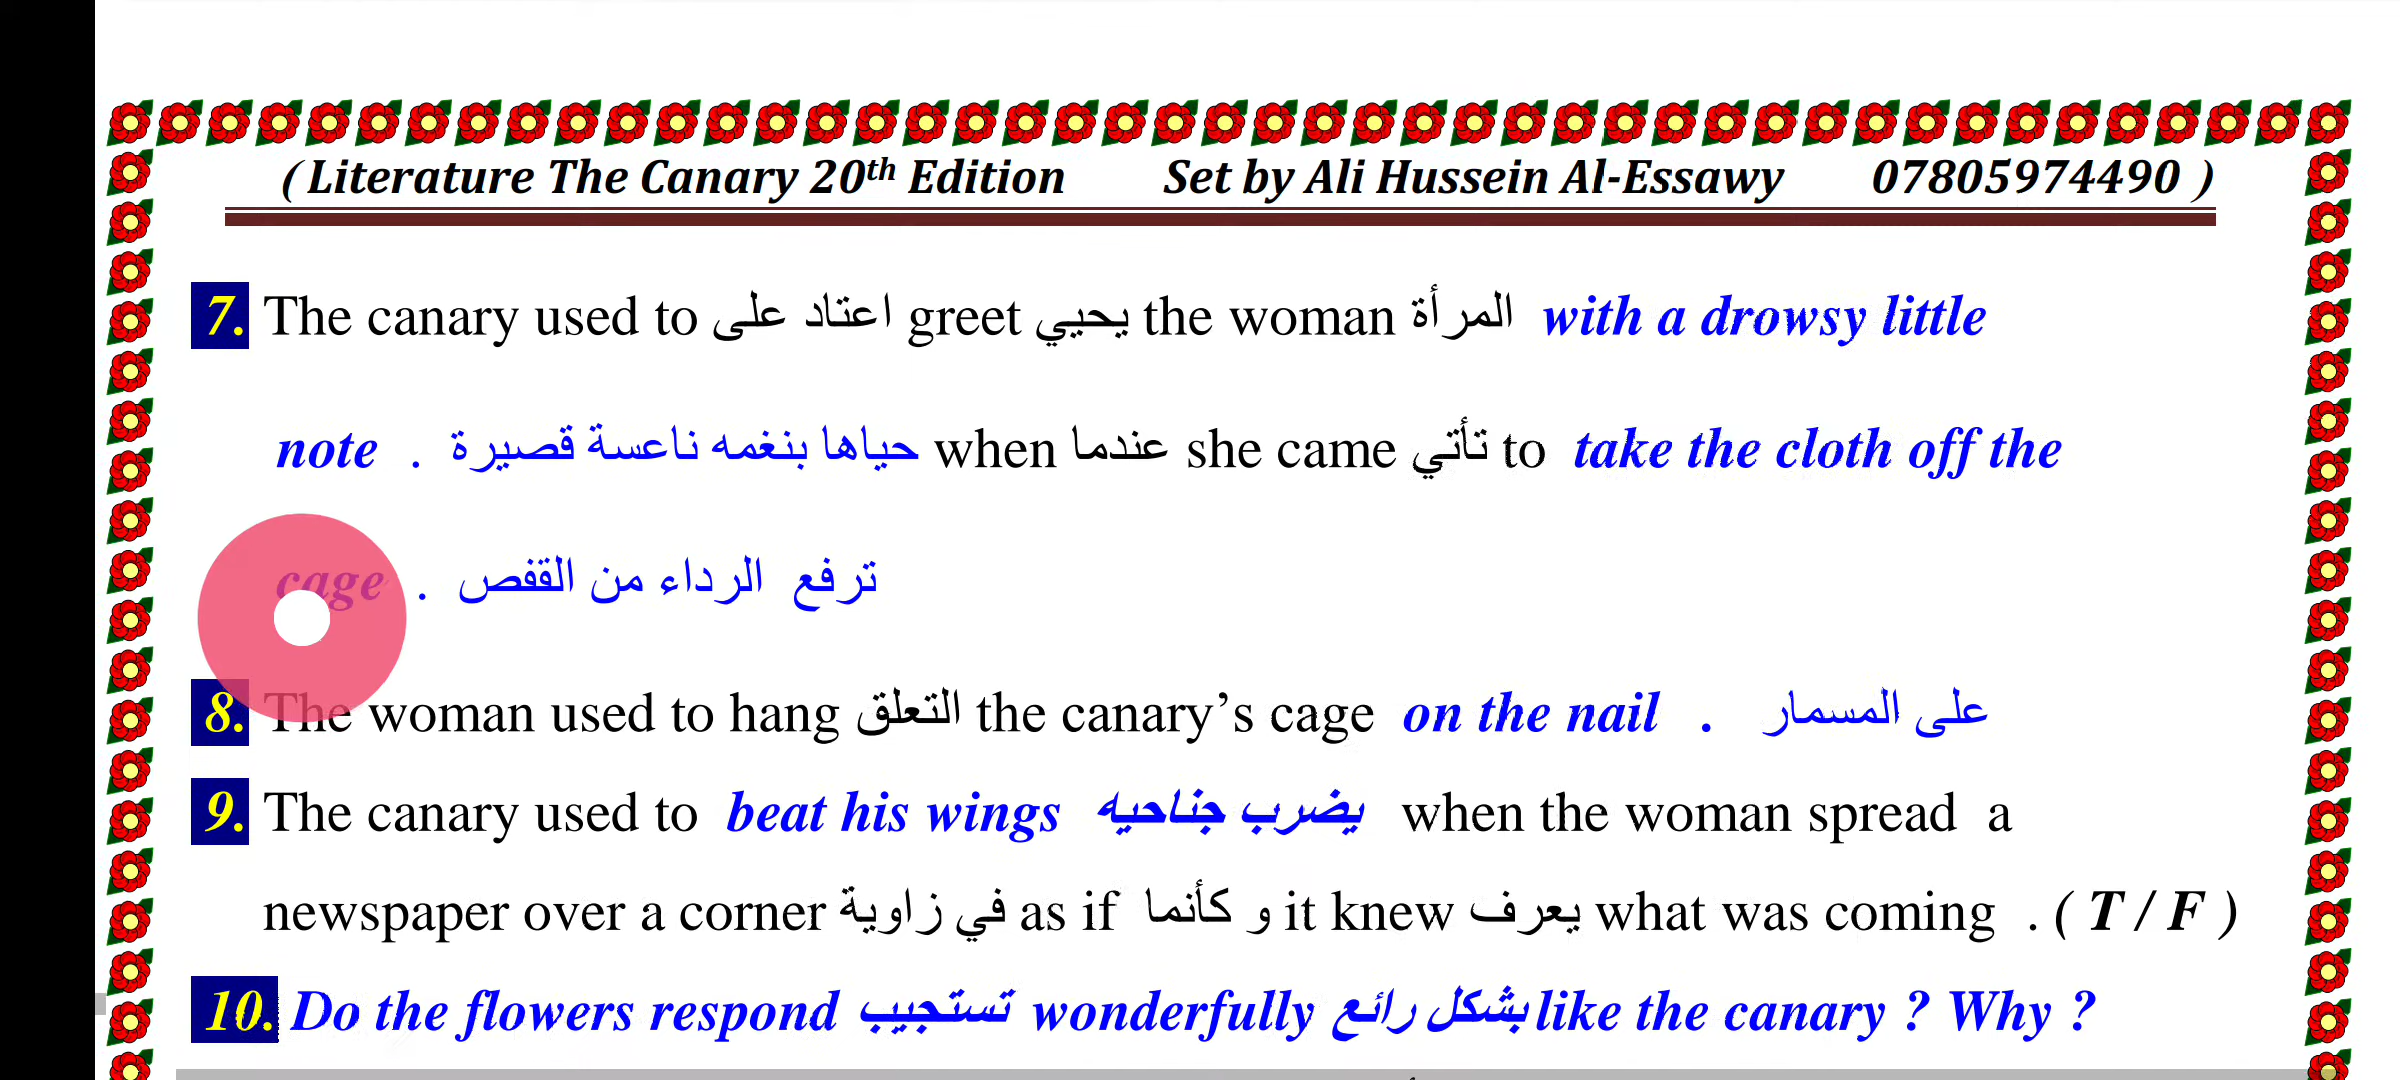 ( Literature The Canary 20th Edition Set by Ali Hussein Al-Essawy 07805974490 )
7. The canary used to اعتاد على greet يحيي the woman المرأة with a drowsy little
note . حياها بنغمه ناعسة قصيرة when عندما she came تأتي to take the cloth off the
cage . ترفع الرداء من القفص
8. The woman used to hang التعلق the canary’s cage on the nail . على المسمار
9. The canary used to beat his wings يضرب جناحيه when the woman spread a
newspaper over a corner في زاوية as if و كأنما it knew يعرف what was coming . ( T / F )
10. Do the flowers respond تستجيب wonderfully بشكل رائع like the canary ? Why ?